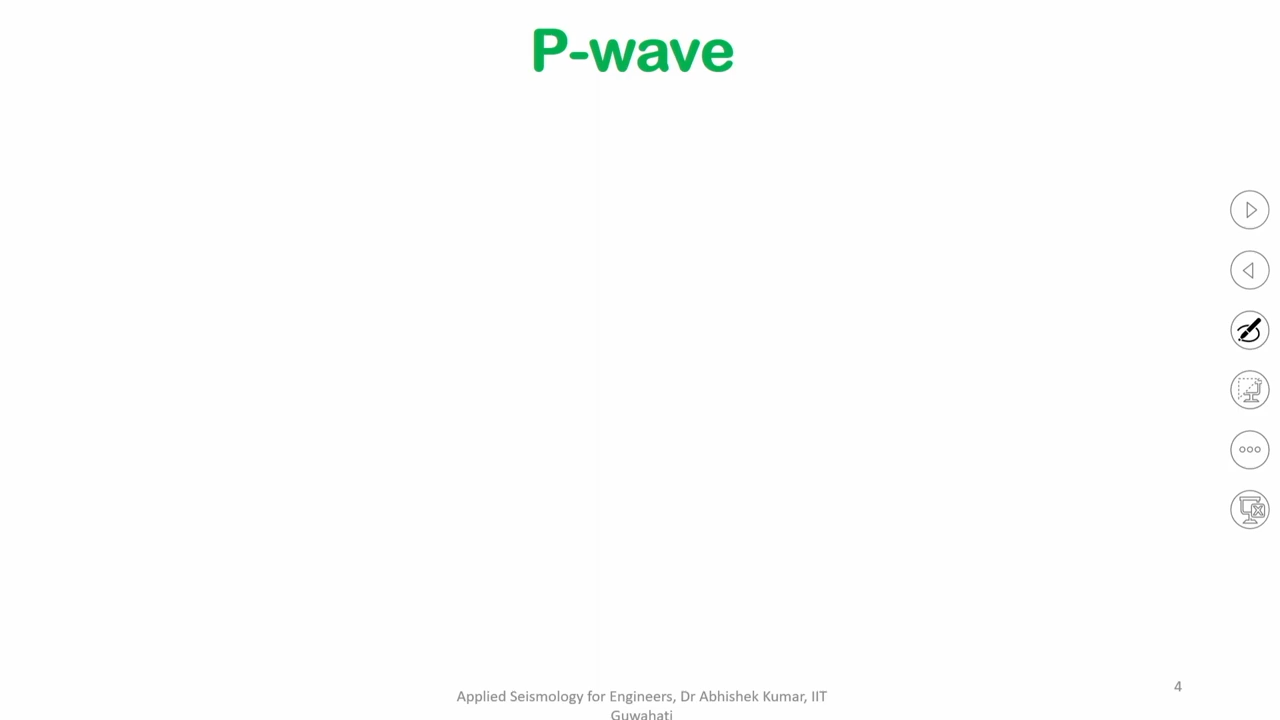 P-wave
Applied Seismology for Engineers, Dr Abhishek Kumar, IIT
Guwahati
4